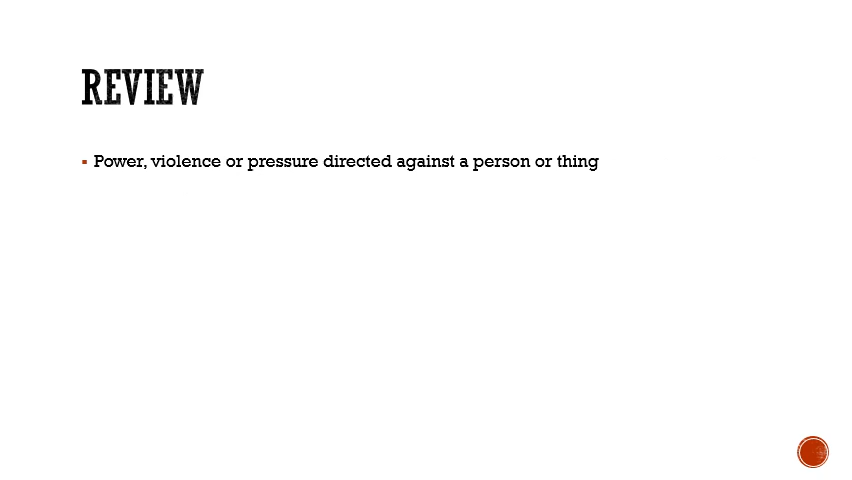 REVIEW
Power, violence or pressure directed against a person or thing